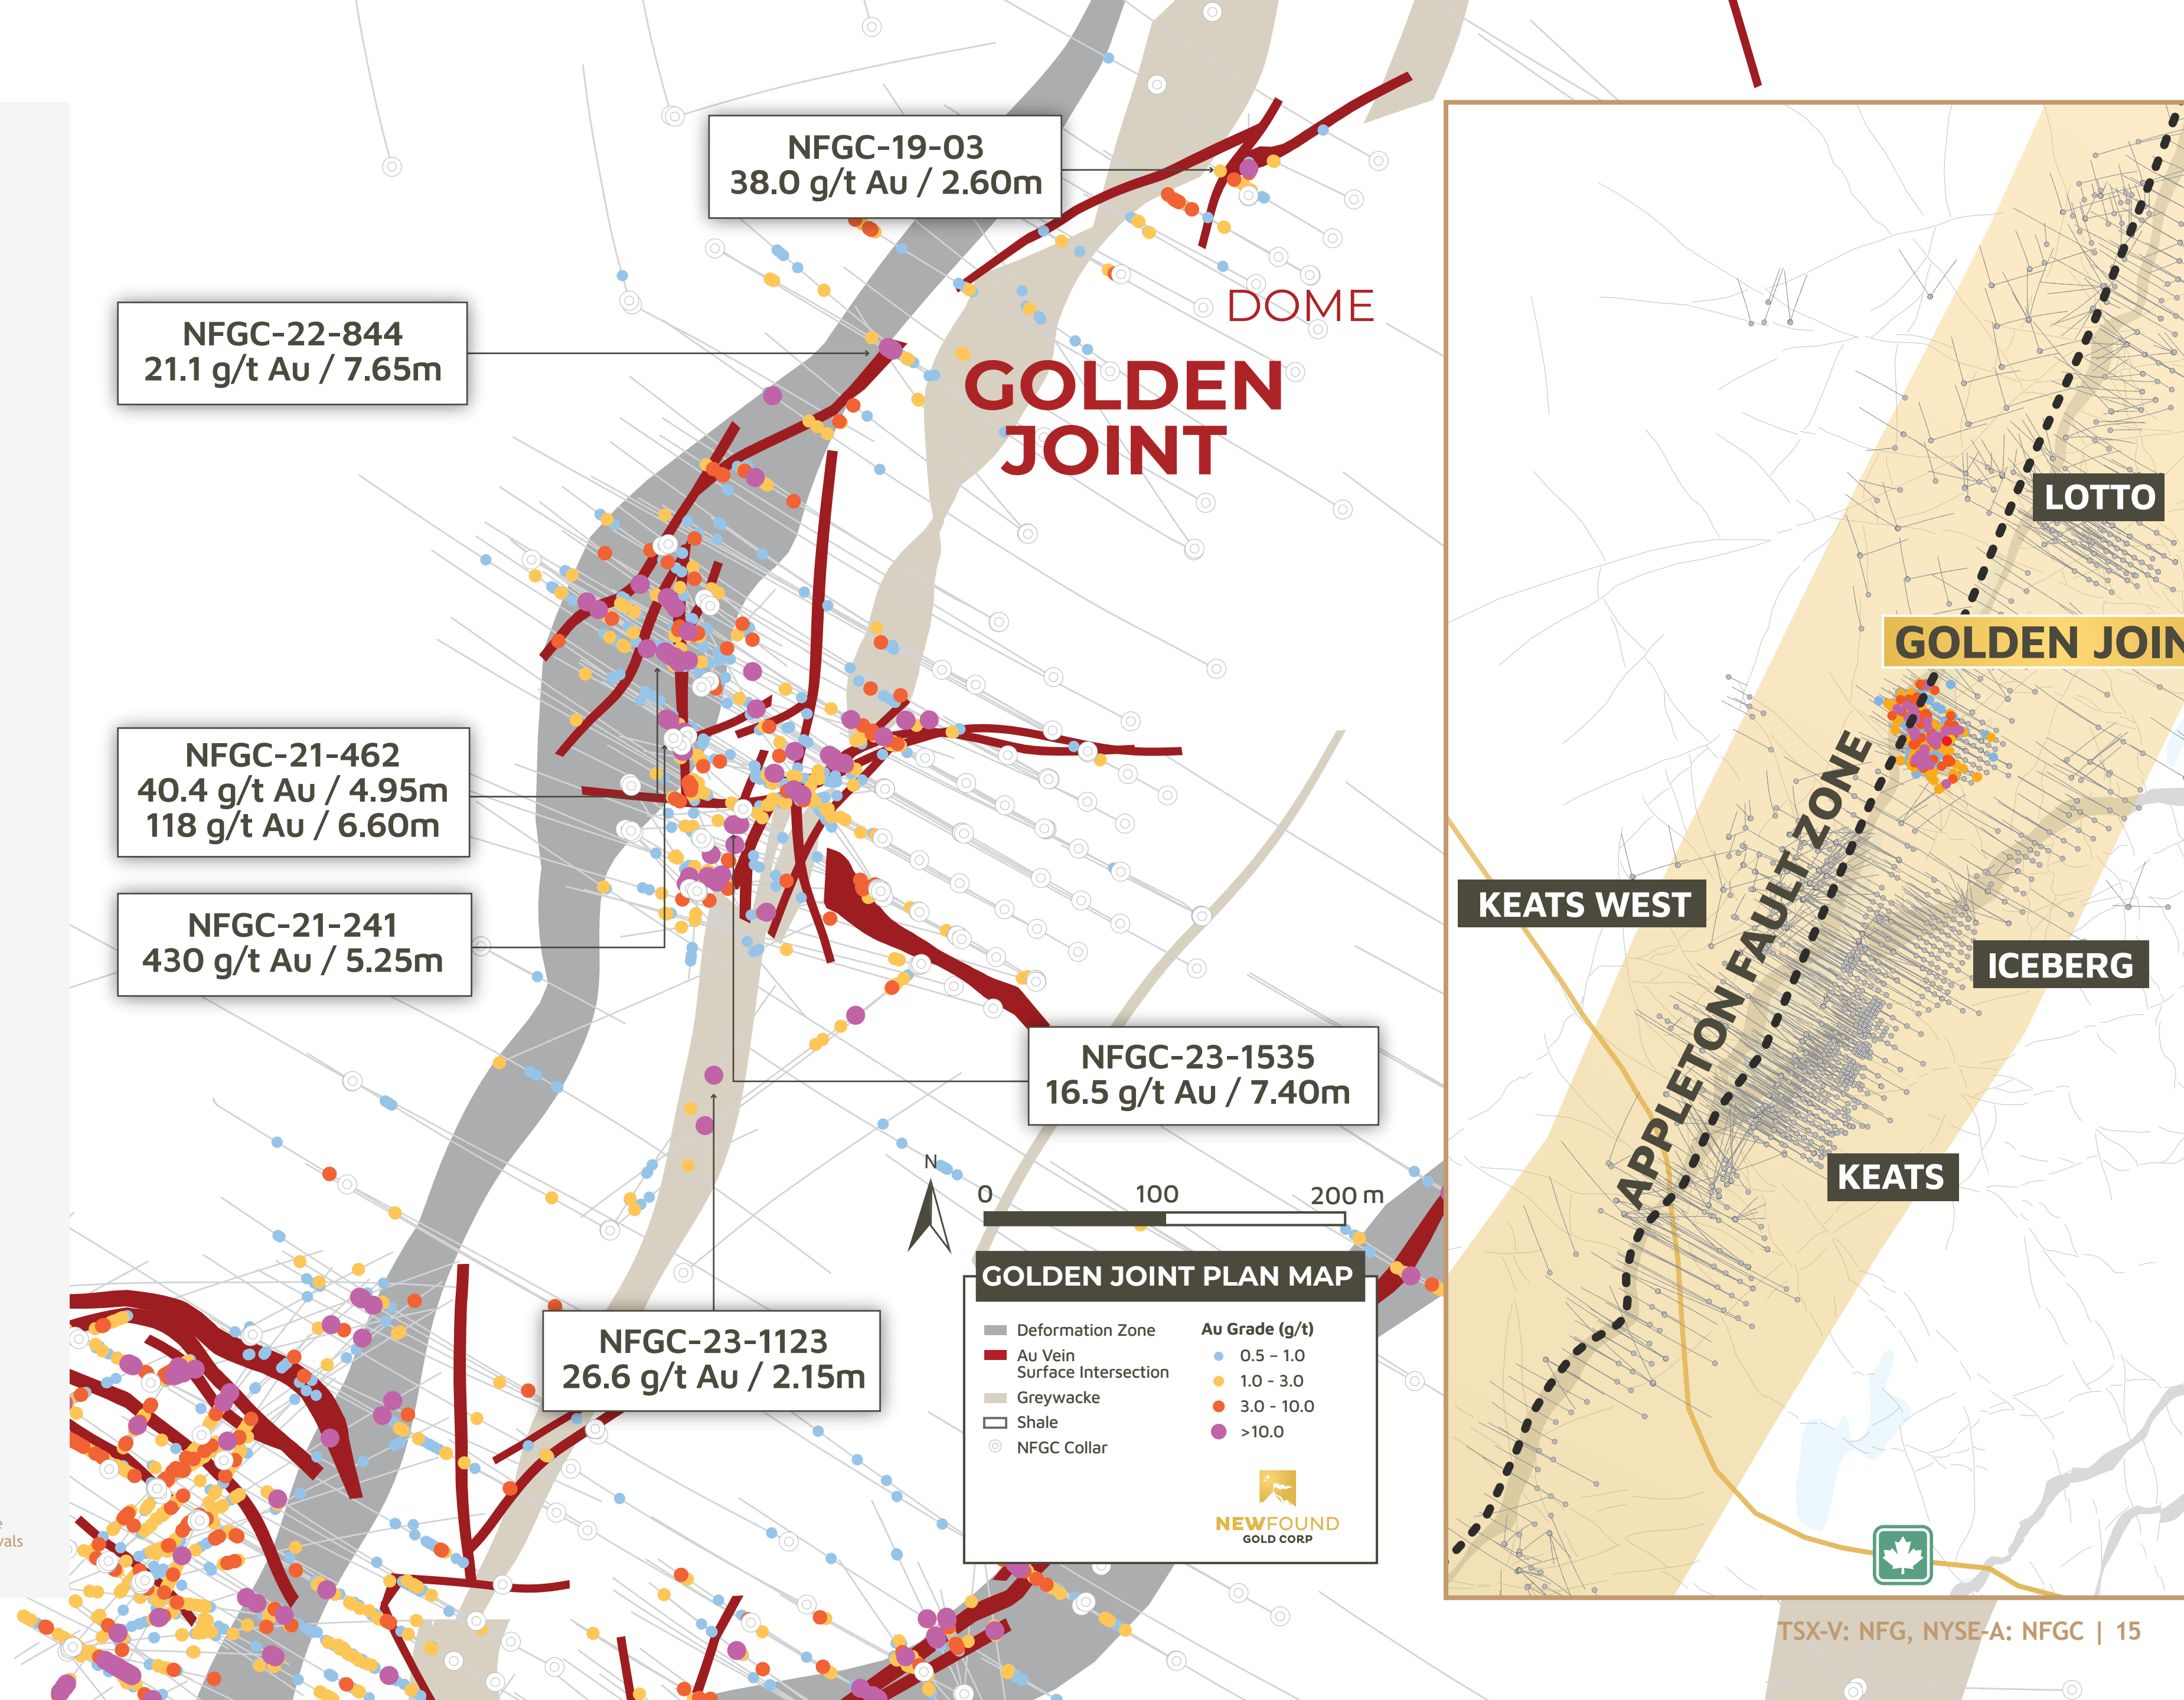 NFGC-19-03
38.0 g/t Au / 2.60m
DOME
NFGC-22-844
21.1 g/t Au / 7.65m
GOLDEN
JOINT
NFGC-21-462
40.4 g/t Au / 4.95m
118 g/t Au / 6.60m
NFGC-21-241
430 g/t Au / 5.25m
NFGC-23-1535
16.5 g/t Au / 7.40m
NFGC-23-1123
26.6 g/t Au / 2.15m
N
0 100 200 m
GOLDEN JOINT PLAN MAP
Deformation Zone
Au Vein
Surface Intersection
Greywacke
Shale
NFGC Collar
Au Grade (g/t)
0.5 – 1.0
1.0 - 3.0
3.0 - 10.0
>10.0
NEWFOUND
GOLD CORP
LOTTO
GOLDEN JOIN
APPLETON FAULT ZONE
KEATS WEST
ICEBERG
KEATS
TSX-V: NFG, NYSE-A: NFGC | 15